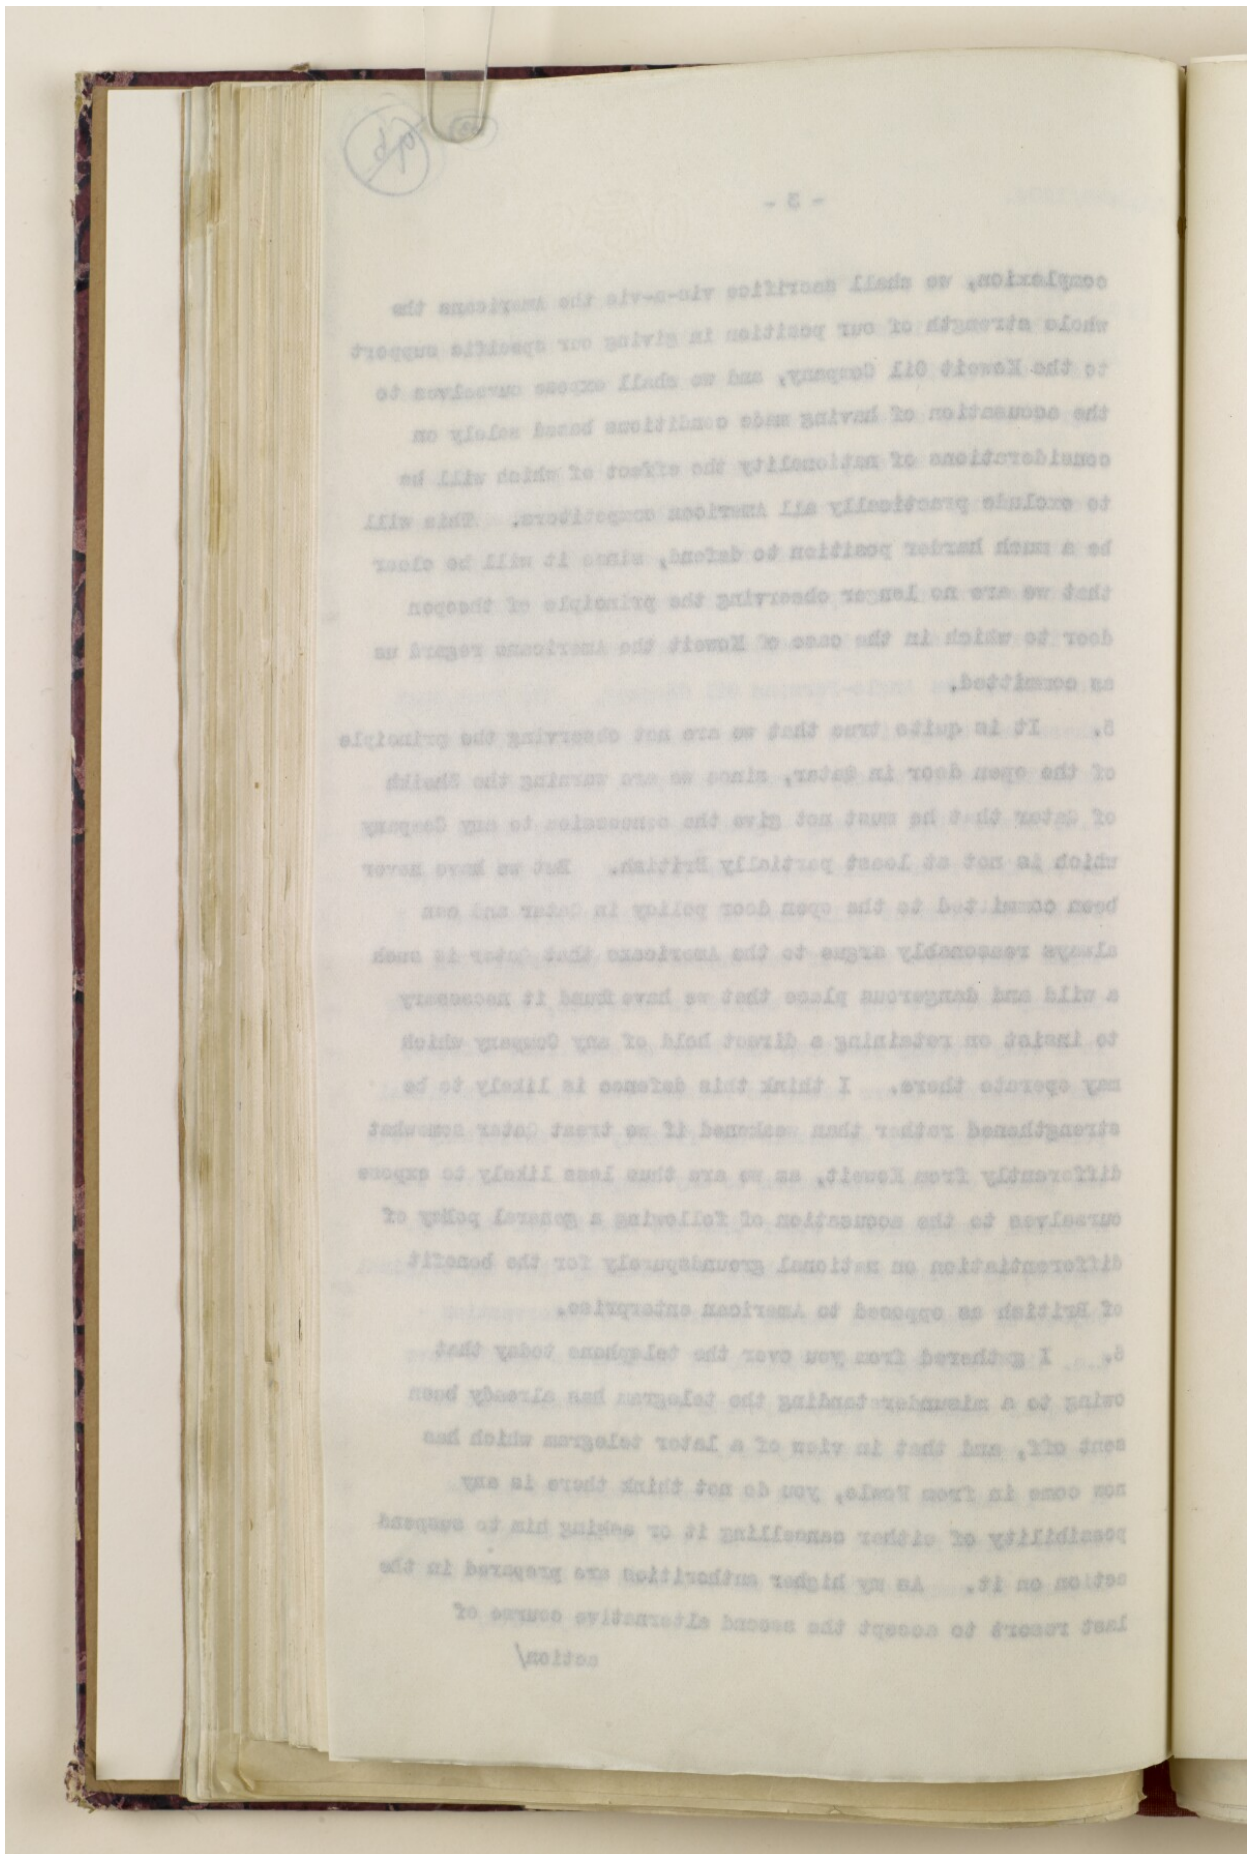 - 3 -
complexion, we shall sacrifice vis-a-vis the Americans the
whole strength of our position in giving our specific support
to the Koweit Oil Company, and we shall expose ourselves to
the accusation of having made conditions based solely on
considerations of nationality the effect of which will be
to exclude practically all American competitors. This will
be a much harder position to defend, since it will be clear
that we are no longer observing the principle of theopen
door to which in the case of Koweit the Americans regard us
as committed.
5. It is quite true that we are not observing the principle
of the open door in Qatar, since we are warning the Sheikh
of Qatar that he must not give the concession to any Company
which is not at least partially British. But we have never
been committed to the open door policy in Qatar and can
always reasonably argue to the Americans that Qatar is such
a wild and dangerous place that we have found it necessary
to insist on retaining a direct hold of any Company which
may operate there. I think this defence is likely to be
strengthened rather than weakened if we treat Qatar somewhat
differently from Koweit, as we are thus less likely to expose
ourselves to the accusation of following a general policy of
differentiation on national groundspurely for the benefit
of British as opposed to American enterprise.
6. I gathered from you over the telephone today that
owing to a misunderstanding the telegram has already been
sent off, and that in view of a later telegram which has
now come in from Fowle, you do not think there is any
possibility of either cancelling it or asking him to suspend
action on it. As my higher authorities are prepared in the
last resort to accept the second alternative course of
action/